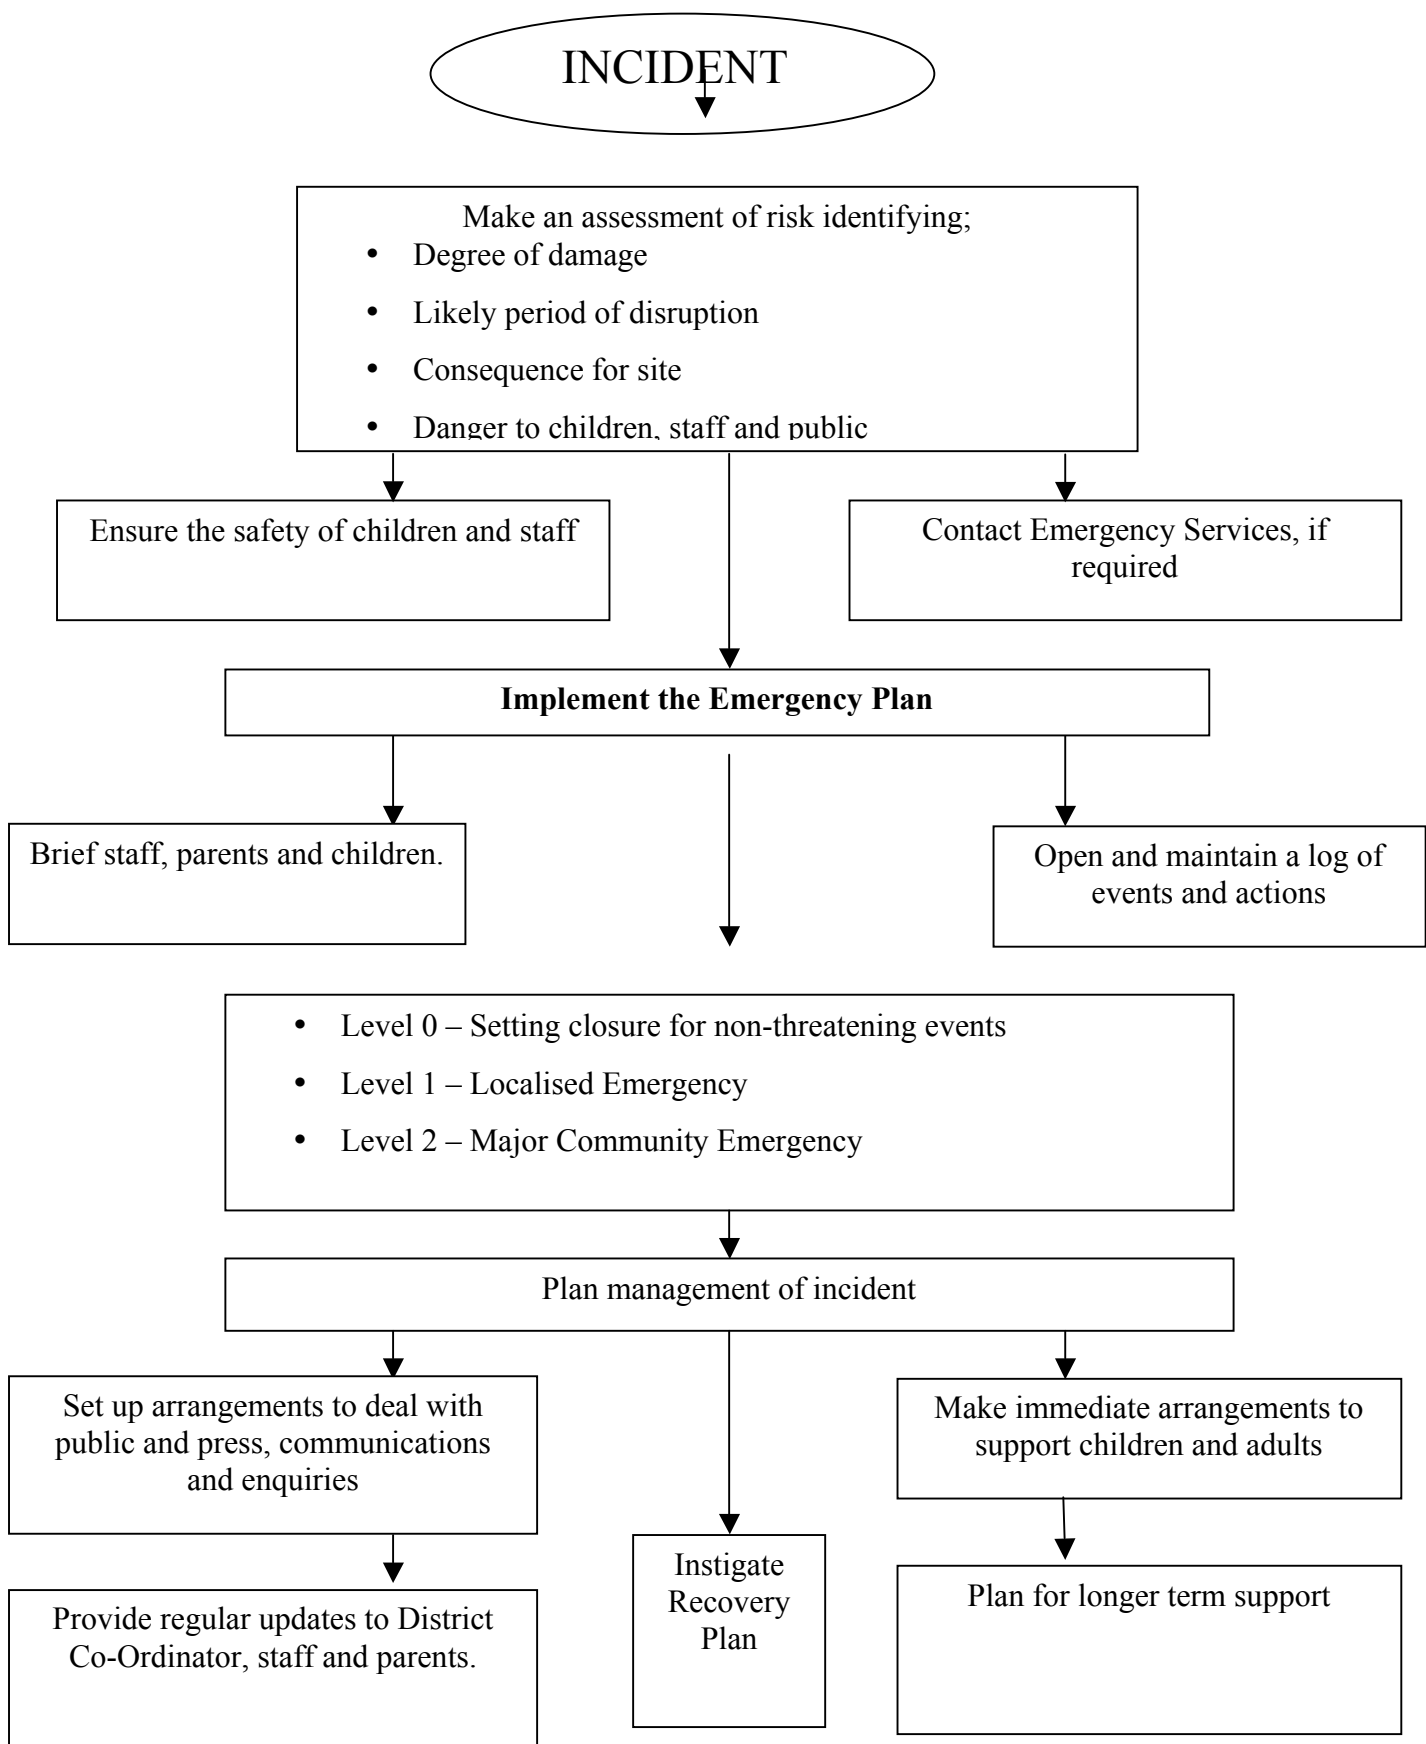 INCIDENT
Make an assessment of risk identifying;
• Degree of damage
• Likely period of disruption
• Consequence for site
• Danger to children, staff and public
Ensure the safety of children and staff
Contact Emergency Services, if
required
Implement the Emergency Plan
Brief staff, parents and children.
Open and maintain a log of
events and actions
• Level 0 – Setting closure for non-threatening events
• Level 1 – Localised Emergency
• Level 2 – Major Community Emergency
Plan management of incident
Set up arrangements to deal with
public and press, communications
and enquiries
Make immediate arrangements to
support children and adults
Instigate
Recovery
Plan
Plan for longer term support
Provide regular updates to District
Co-Ordinator, staff and parents.